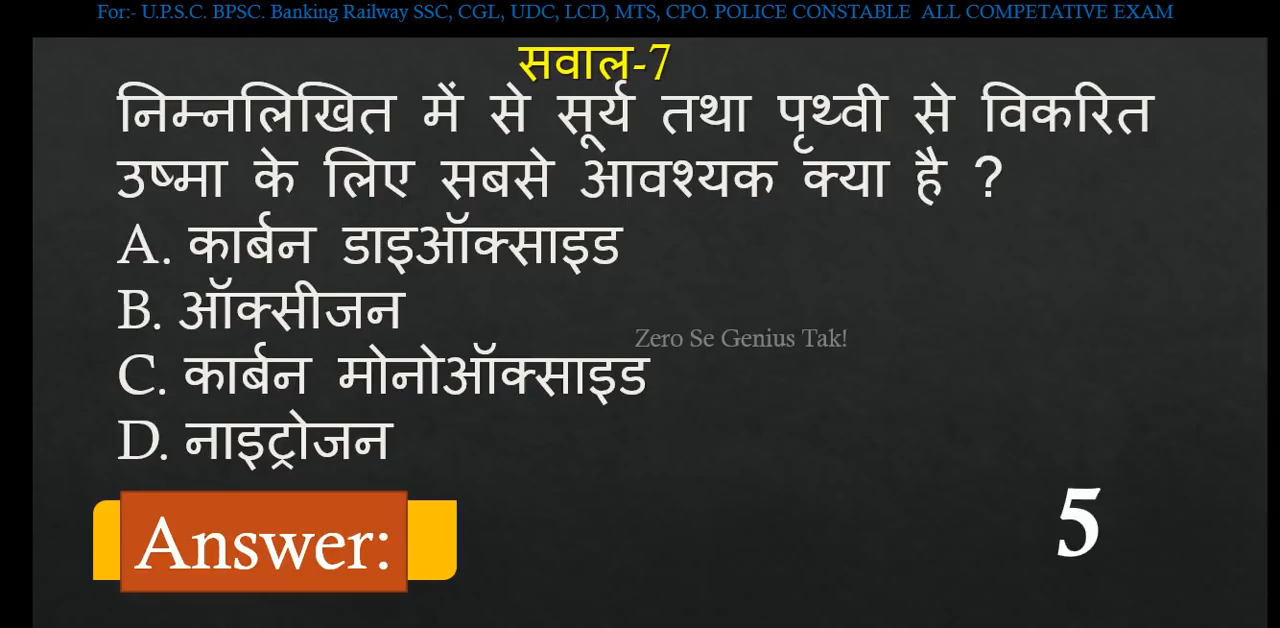 For:- U.P.S.C. BPSC. Banking Railway SSC, CGL, UDC, LCD, MTS, CPO. POLICE CONSTABLE ALL COMPETATIVE EXAM
सवाल-7
निम्नलिखित में से सूर्य तथा पृथ्वी से विकरित
उष्मा के लिए सबसे आवश्यक क्या है ?
A. कार्बन डाइऑक्साइड
B. ऑक्सीजन
Zero Se Genius Tak!
C. कार्बन मोनोऑक्साइड
D. नाइट्रोजन
Answer:
5